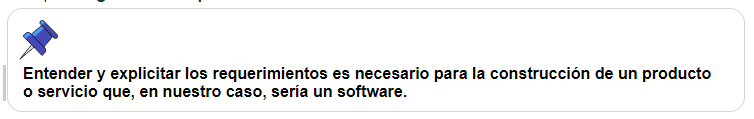 Entender y explicitar los requerimientos es necesario para la construcción de un producto
o servicio que, en nuestro caso, sería un software.